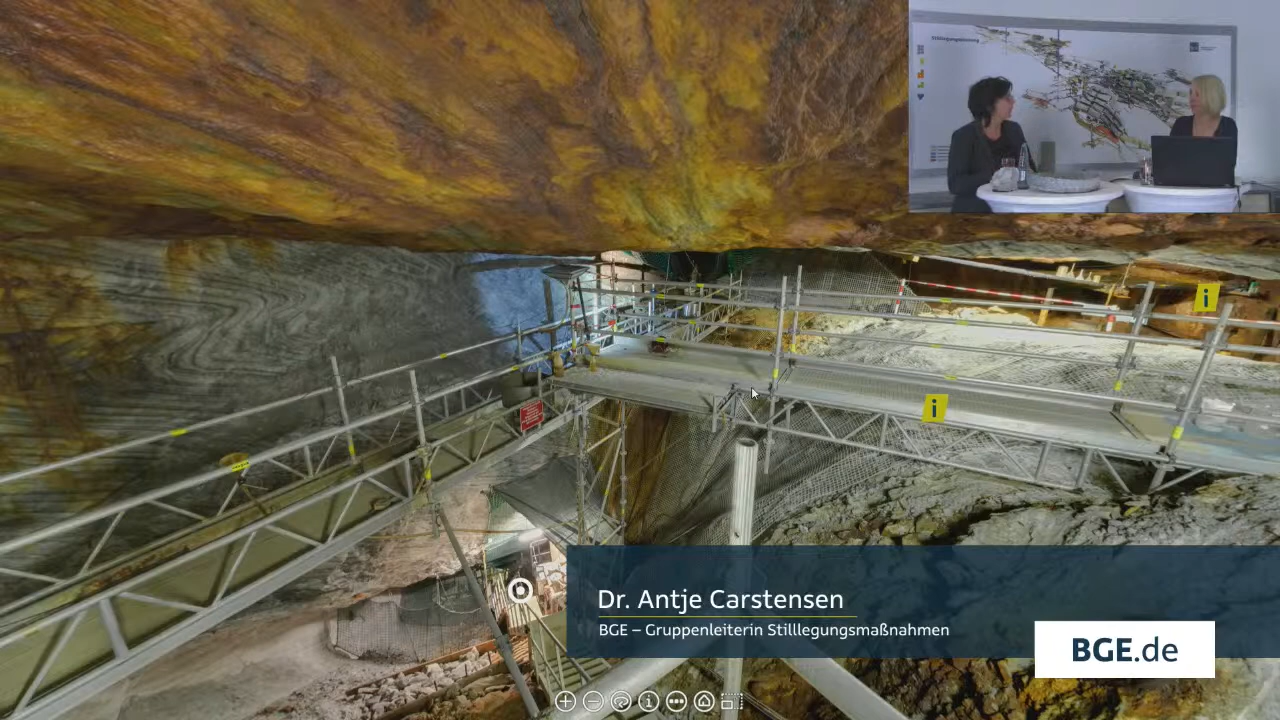 Stilllegungsplanung
i
i
Dr. Antje Carstensen
BGE – Gruppenleiterin Stilllegungsmaßnahmen
BGE.de